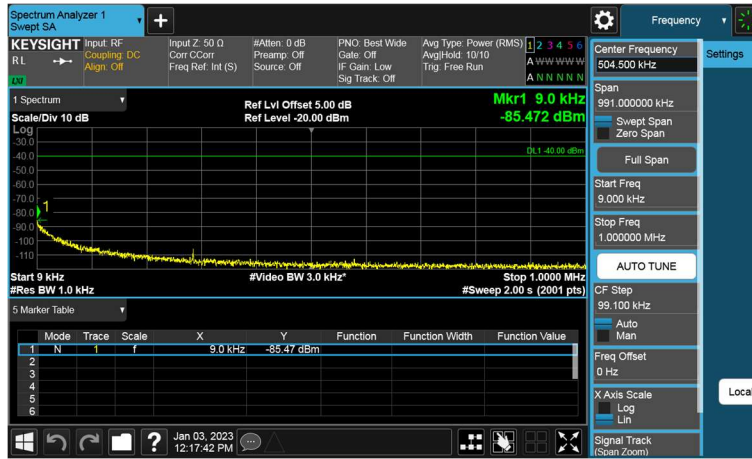 Spectrum Analyzer 1
Swept SA
Frequency
KEYSIGHT
RL
LXI
Input: RF
Coupling: DC
Align: Off
Input Z: 50 Ω
Corr CCorr
Freq Ref: Int (S)
#Atten: 0 dB
Preamp: Off
Source: Off
PNO: Best Wide
Gate: Off
IF Gain: Low
Sig Track: Off
Avg Type: Power (RMS)
Avg|Hold: 10/10
Trig: Free Run
1 2 3 4 5 6
A W W W W W
A N N N N N
Center Frequency
504.500 kHz
Settings
Span
991.000000 kHz
Swept Span
Zero Span
Full Span
Start Freq
9.000 kHz
Stop Freq
1.000000 MHz
AUTO TUNE
CF Step
99.100 kHz
Auto
Man
Freq Offset
0 Hz
X Axis Scale
Log
Lin
Signal Track
(Span Zoom)
Local
1 Spectrum
Scale/Div 10 dB
Ref Lvl Offset 5.00 dB
Ref Level -20.00 dBm
Mkr1 9.0 kHz
-85.472 dBm
Log
-30.0
-40.0
-50.0
-60.0
-70.0
-80.0
-90.0
-100
-110
DL1 -40.00 dBm
1
Start 9 kHz
#Res BW 1.0 kHz
#Video BW 3.0 kHz*
Stop 1.0000 MHz
#Sweep 2.00 s (2001 pts)
5 Marker Table
Mode Trace Scale X Y Function Function Width Function Value
1 N 1 f 9.0 kHz -85.47 dBm
2
3
4
5
6
Jan 03, 2023
12:17:42 PM